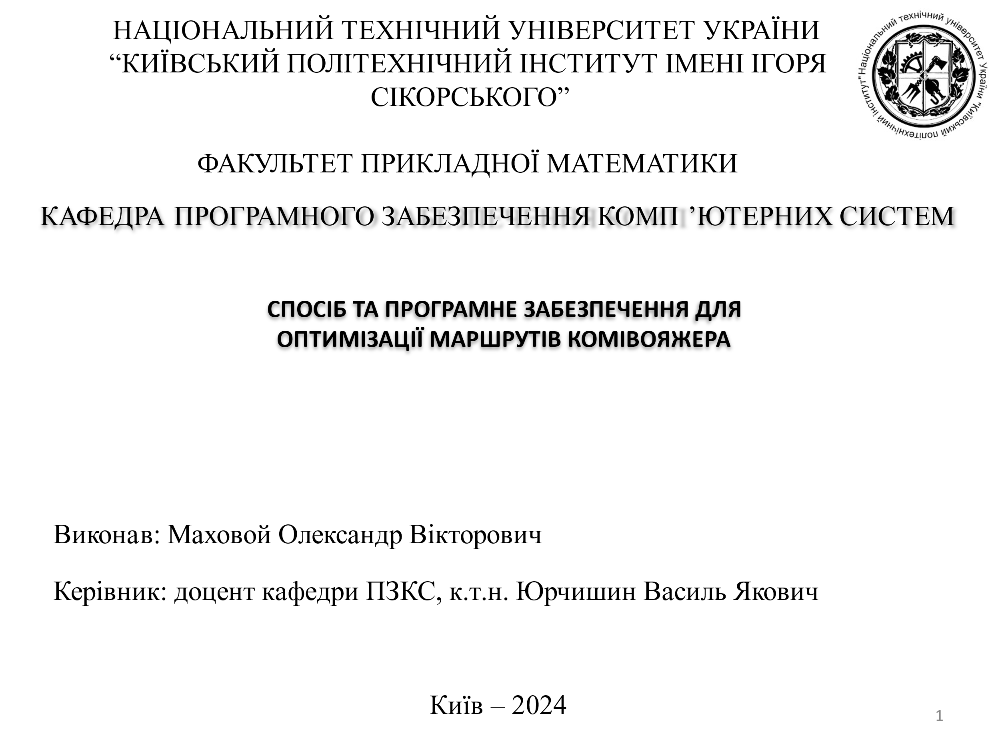 НАЦІОНАЛЬНИЙ ТЕХНІЧНИЙ УНІВЕРСИТЕТ УКРАЇНИ
“КИЇВСЬКИЙ ПОЛІТЕХНІЧНИЙ ІНСТИТУТ ІМЕНІ ІГОРЯ
СІКОРСЬКОГО”
Національний технічний університет України "Київський політехнічний інститут"
ФАКУЛЬТЕТ ПРИКЛАДНОЇ МАТЕМАТИКИ
КАФЕДРА ПРОГРАМНОГО ЗАБЕЗПЕЧЕННЯ КОМП ’ЮТЕРНИХ СИСТЕМ
СПОСІБ ТА ПРОГРАМНЕ ЗАБЕЗПЕЧЕННЯ ДЛЯ
ОПТИМІЗАЦІЇ МАРШРУТІВ КОМІВОЯЖЕРА
Виконав: Маховой Олександр Вікторович
Керівник: доцент кафедри ПЗКС, к.т.н. Юрчишин Василь Якович
Київ – 2024
1